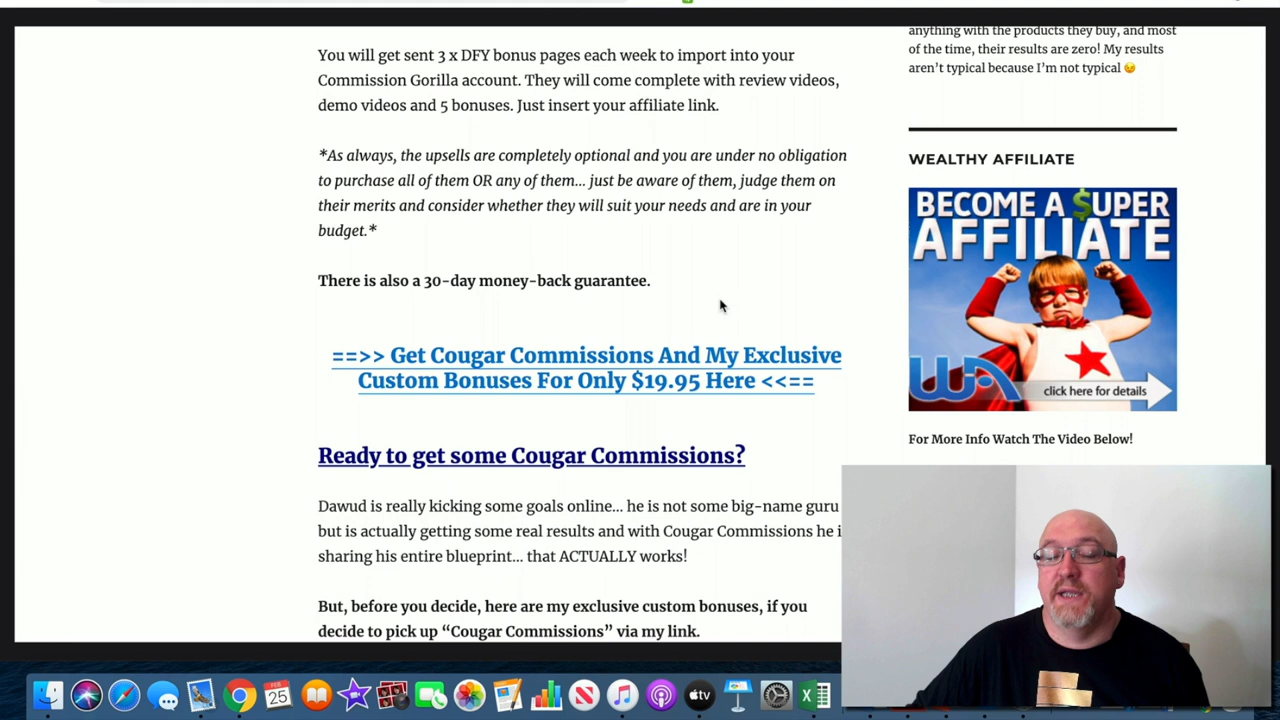 You will get sent 3 x DFY bonus pages each week to import into your
Commission Gorilla account. They will come complete with review videos,
demo videos and 5 bonuses. Just insert your affiliate link.
*As always, the upsells are completely optional and you are under no obligation
to purchase all of them OR any of them... just be aware of them, judge them on
their merits and consider whether they will suit your needs and are in your
budget.*
There is also a 30-day money-back guarantee.
==>> Get Cougar Commissions And My Exclusive
Custom Bonuses For Only $19.95 Here <<==
Ready to get some Cougar Commissions?
Dawud is really kicking some goals online... he is not some big-name guru
but is actually getting some real results and with Cougar Commissions he i
sharing his entire blueprint... that ACTUALLY works!
But, before you decide, here are my exclusive custom bonuses, if you
decide to pick up “Cougar Commissions” via my link.
anything with the products they buy, and most
of the time, their results are zero! My results
aren’t typical because I’m not typical 😉
WEALTHY AFFILIATE
BECOME A $UPER
AFFILIATE
WA
click here for details
For More Info Watch The Video Below!
FEB
25
tv